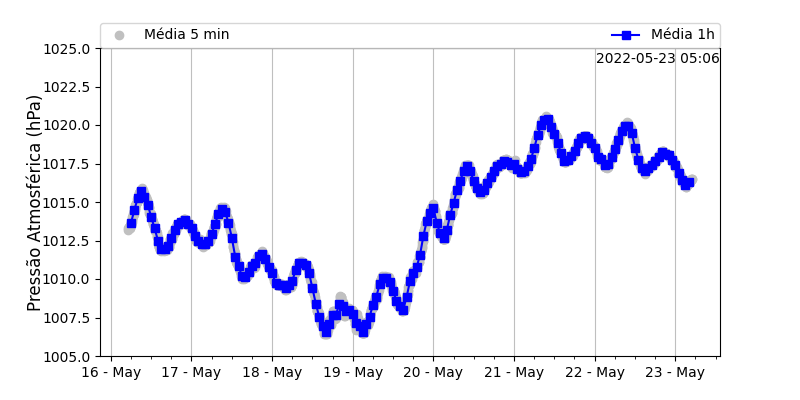 Média 5 min
Média 1h
2022-05-23 05:06
Pressão Atmosférica (hPa)
1025.0
1022.5
1020.0
1017.5
1015.0
1012.5
1010.0
1007.5
1005.0
16 - May
17 - May
18 - May
19 - May
20 - May
21 - May
22 - May
23 - May